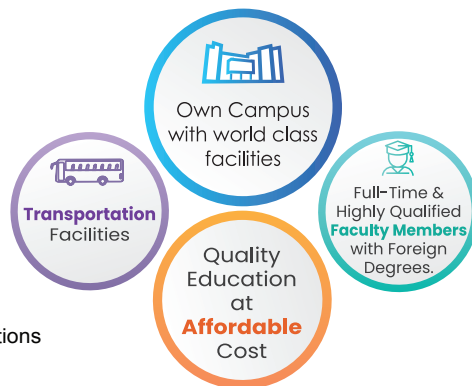 Own Campus
with world class
facilities
Transportation
Facilities
Full-Time &
Highly Qualified
Faculty Members
with Foreign
Degrees.
Quality
Education
at
Affordable
Cost